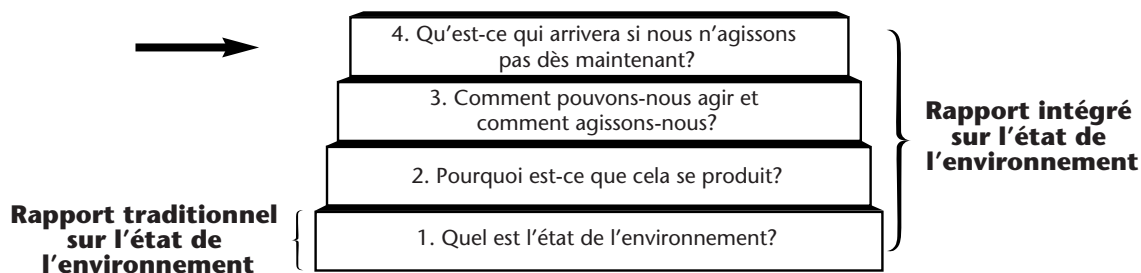 4. Qu’est-ce qui arrivera si nous n’agissons
pas dès maintenant?
3. Comment pouvons-nous agir et
comment agissons-nous?
2. Pourquoi est-ce que cela se produit?
1. Quel est l’état de l’environnement?
Rapport traditionnel
sur l’état de
l’environnement
Rapport intégré
sur l’état de
l’environnement